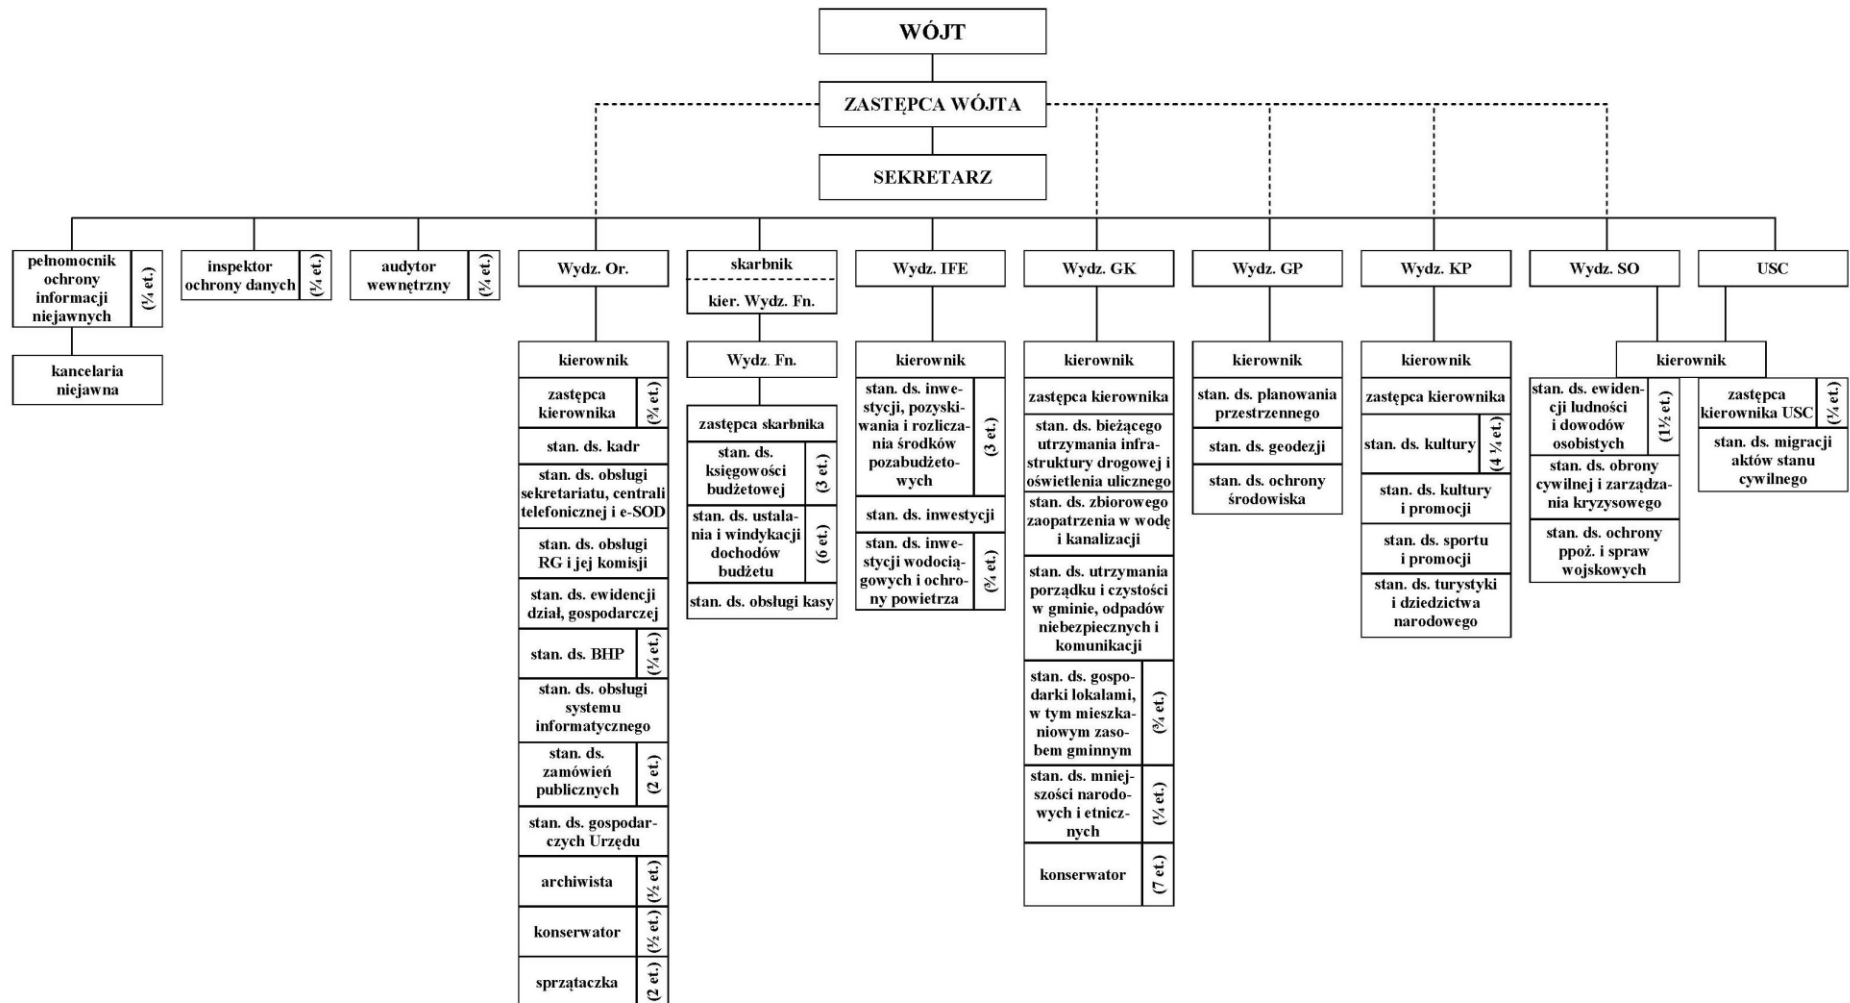 WÓJT
ZASTĘPCA WÓJTA
SEKRETARZ
pełnomocnik
ochrony
informacji
niejawnych
(¼ et.)
kancelaria
niejawna
inspektor
ochrony danych
(¼ et.)
audytor
wewnętrzny
(¼ et.)
Wydz. Or.
kierownik
zastępca
kierownika
(¾ et.)
stan. ds. kadr
stan. ds. obsługi
sekretariatu, centrali
telefonicznej i e-SOD
stan. ds. obsługi
RG i jej komisji
stan. ds. ewidencji
dział, gospodarczej
stan. ds. BHP
(¼ et.)
stan. ds. obsługi
systemu
informatycznego
stan. ds.
zamówień
publicznych
(2 et.)
stan. ds. gospodar-
czych Urzędu
archiwista
(½ et.)
konserwator
(½ et.)
sprzątaczka
(2 et.)
skarbnik
kier. Wydz. Fn.
Wydz. Fn.
zastępca skarbnika
stan. ds.
księgowości
budżetowej
(3 et.)
stan. ds. ustala-
nia i windykacji
dochodów
budżetu
(6 et.)
stan. ds. obsługi kasy
Wydz. IFE
kierownik
stan. ds. inwe-
stycji, pozyski-
wania i rozlicza-
nia środków
pozabudżeto-
wych
(3 et.)
stan. ds. inwestycji
stan. ds. inwe-
stycji wodocią-
gowych i ochro-
ny powietrza
(¾ et.)
Wydz. GK
kierownik
zastępca kierownika
stan. ds. bieżącego
utrzymania infra-
struktury drogowej i
oświetlenia ulicznego
stan. ds. zbiorowego
zaopatrzenia w wodę
i kanalizacji
stan. ds. utrzymania
porządku i czystości
w gminie, odpadów
niebezpiecznych i
komunikacji
stan. ds. gospo-
darki lokalami,
w tym mieszka-
niowym zaso-
bem gminnym
(¾ et.)
stan. ds. mniej-
szości narodo-
wych i etnicz-
nych
(¼ et.)
konserwator
(7 et.)
Wydz. GP
kierownik
stan. ds. planowania
przestrzennego
stan. ds. geodezji
stan. ds. ochrony
środowiska
Wydz. KP
kierownik
zastępca kierownika
stan. ds. kultury
(4 ¼ et.)
stan. ds. kultury
i promocji
stan. ds. sportu
i promocji
stan. ds. turystyki
i dziedzictwa
narodowego
Wydz. SO
USC
kierownik
stan. ds. ewiden-
cji ludności
i dowodów
osobistych
(1½ et.)
stan. ds. obrony
cywilnej i zarządza-
nia kryzysowego
stan. ds. ochrony
ppoż. i spraw
wojskowych
zastępca
kierownika USC
(¼ et.)
stan. ds. migracji
aktów stanu
cywilnego